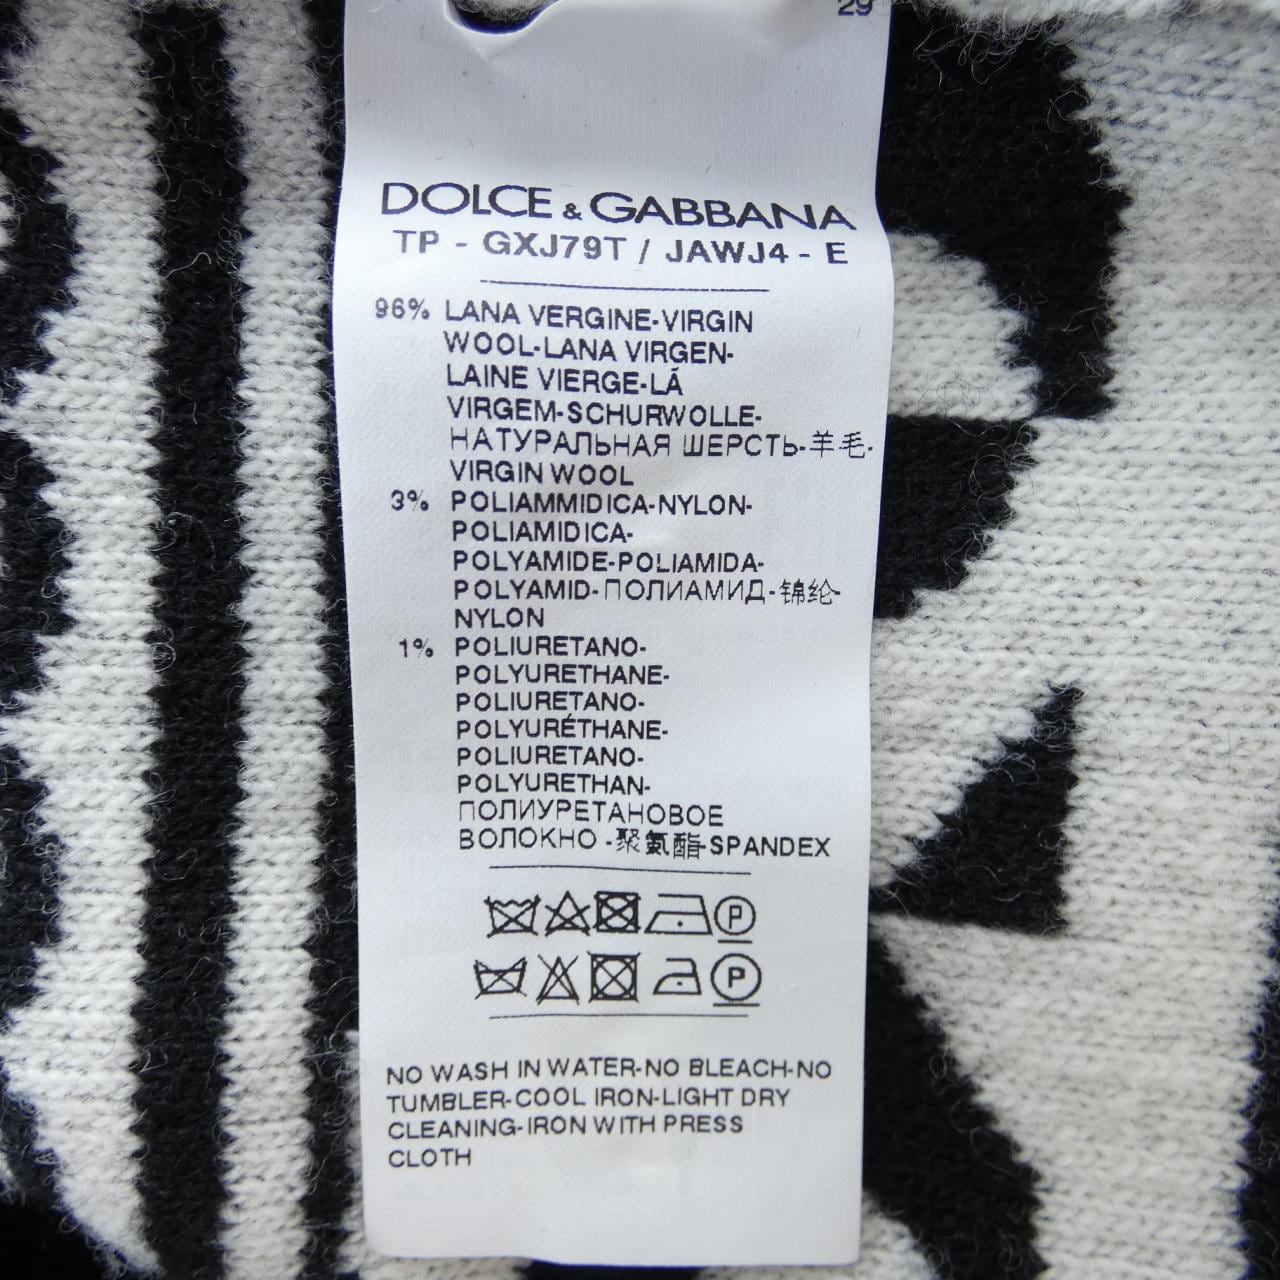 29
DOLCE & GABBANA
TP - GXJ79T / JAWJ4 - E
96% LANA VERGINE-VIRGIN
WOOL-LANA VIRGEN-
LAINE VIERGE-LÃ
VIRGEM-SCHURWOLLE-
НАТУРАЛЬНАЯ ШЕРСТЬ-羊毛-
VIRGIN WOOL
3% POLIAMMIDICA-NYLON-
POLIAMIDICA-
POLYAMIDE-POLIAMIDA-
POLYAMID-ПОЛИАМИД-锦纶-
NYLON
1% POLIURETANO-
POLYURETHANE-
POLIURETANO-
POLYURÉTHANE-
POLIURETANO-
POLYURETHAN-
ПОЛИУРЕТАНОВОЕ
ВОЛОКНО-聚氨酯-SPANDEX
P
P
NO WASH IN WATER-NO BLEACH-NO
TUMBLER-COOL IRON-LIGHT DRY
CLEANING-IRON WITH PRESS
CLOTH